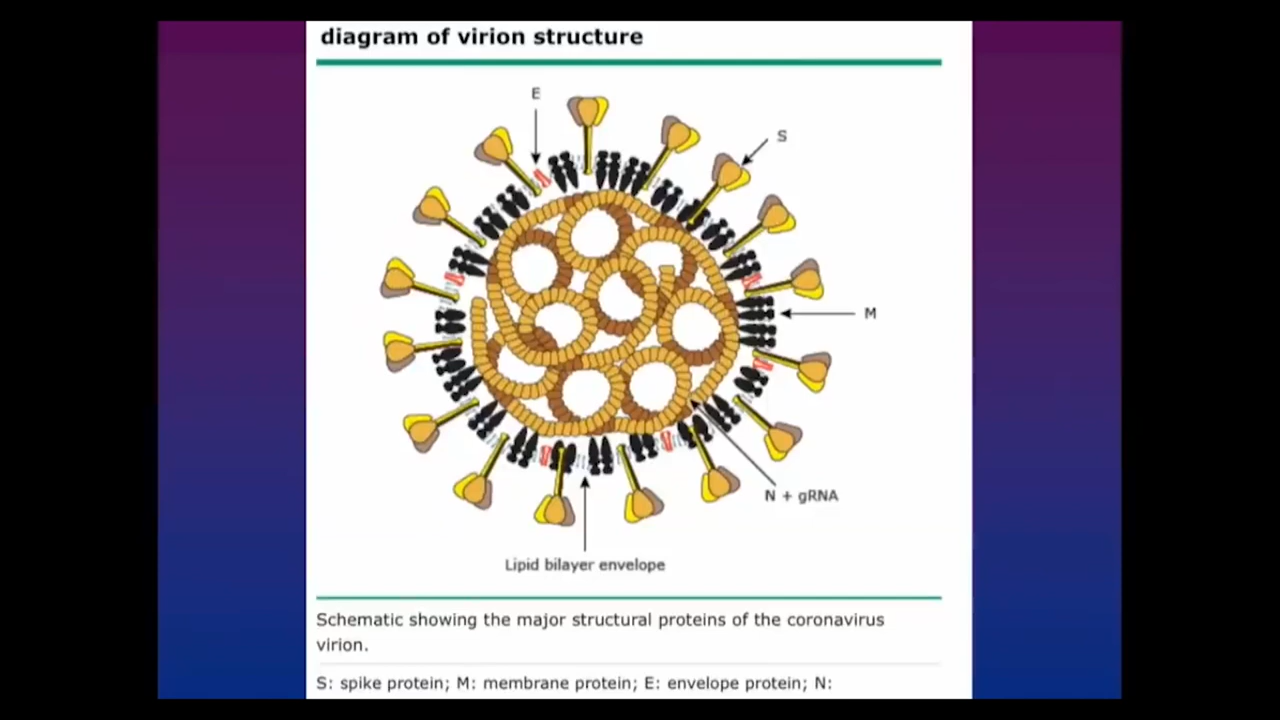 diagram of virion structure
E
S
M
N + gRNA
Lipid bilayer envelope
Schematic showing the major structural proteins of the coronavirus
virion.
S: spike protein; M: membrane protein; E: envelope protein; N: